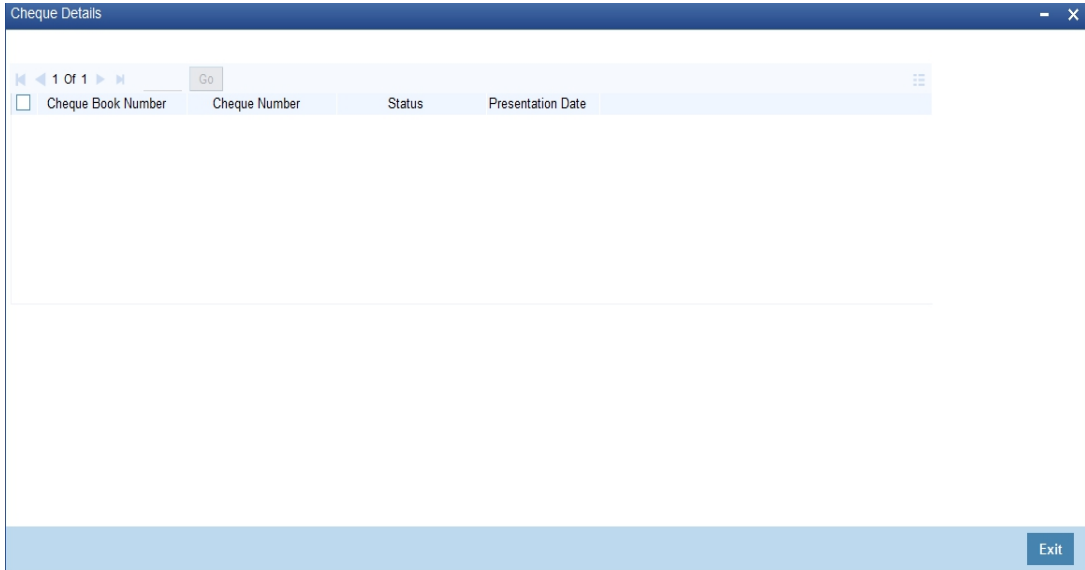 Cheque Details
1 Of 1 Go
Cheque Book Number Cheque Number Status Presentation Date
Exit